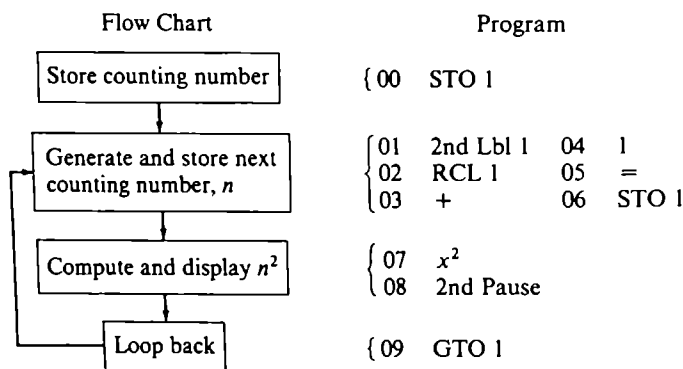 Flow Chart
Program
Store counting number
{ 00 STO 1
Generate and store next
counting number, n
01 2nd Lbl 1 04 1
02 RCL 1 05 =
03 + 06 STO 1
Compute and display n²
07 x²
08 2nd Pause
Loop back
{ 09 GTO 1